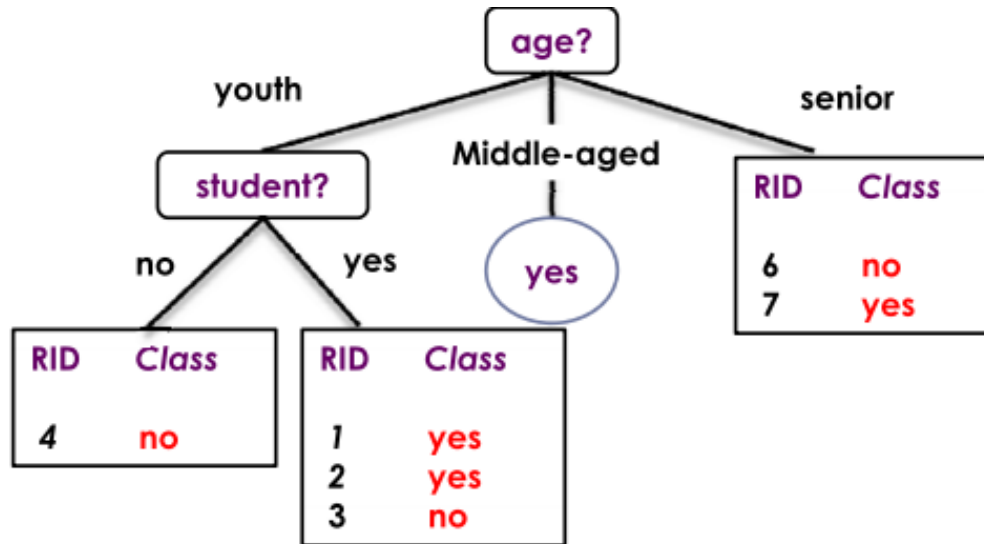 age?
youth
senior
Middle-aged
student?
RID Class
6 no
7 yes
yes
no
yes
RID Class
4 no
RID Class
1 yes
2 yes
3 no